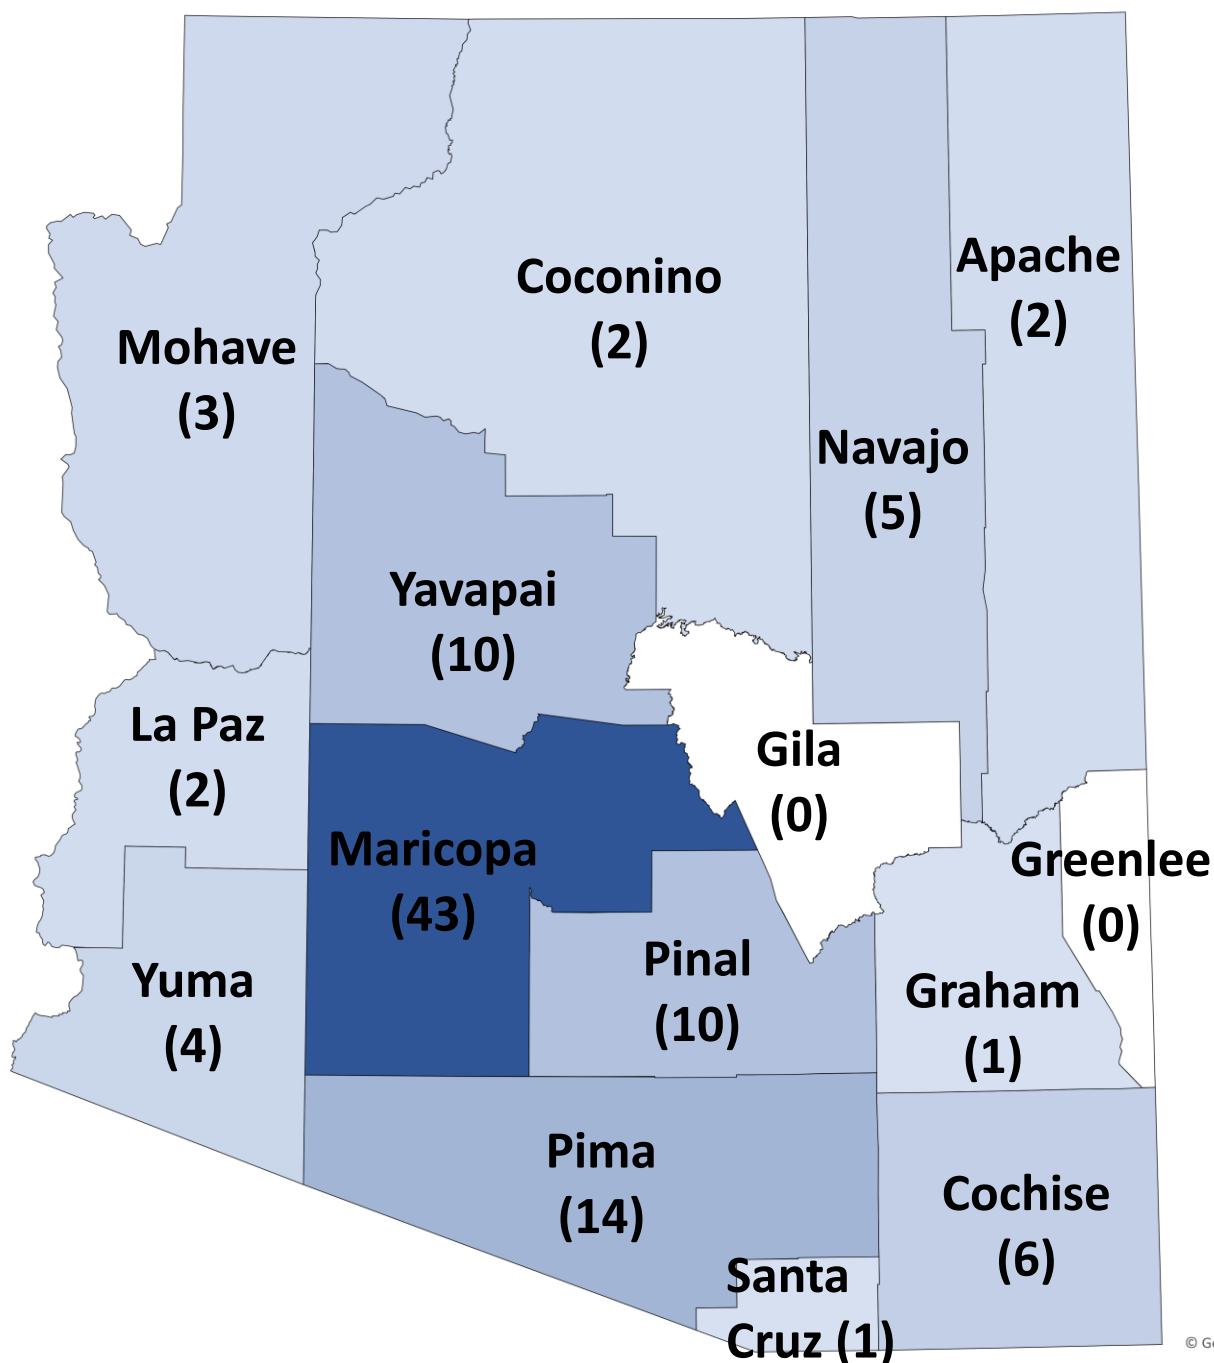 Apache
(2)
Coconino
(2)
Mohave
(3)
Navajo
(5)
Yavapai
(10)
La Paz
(2)
Gila
(0)
Maricopa
(43)
Greenlee
(0)
Pinal
(10)
Yuma
(4)
Graham
(1)
Pima
(14)
Cochise
(6)
Santa
Cruz (1)
©